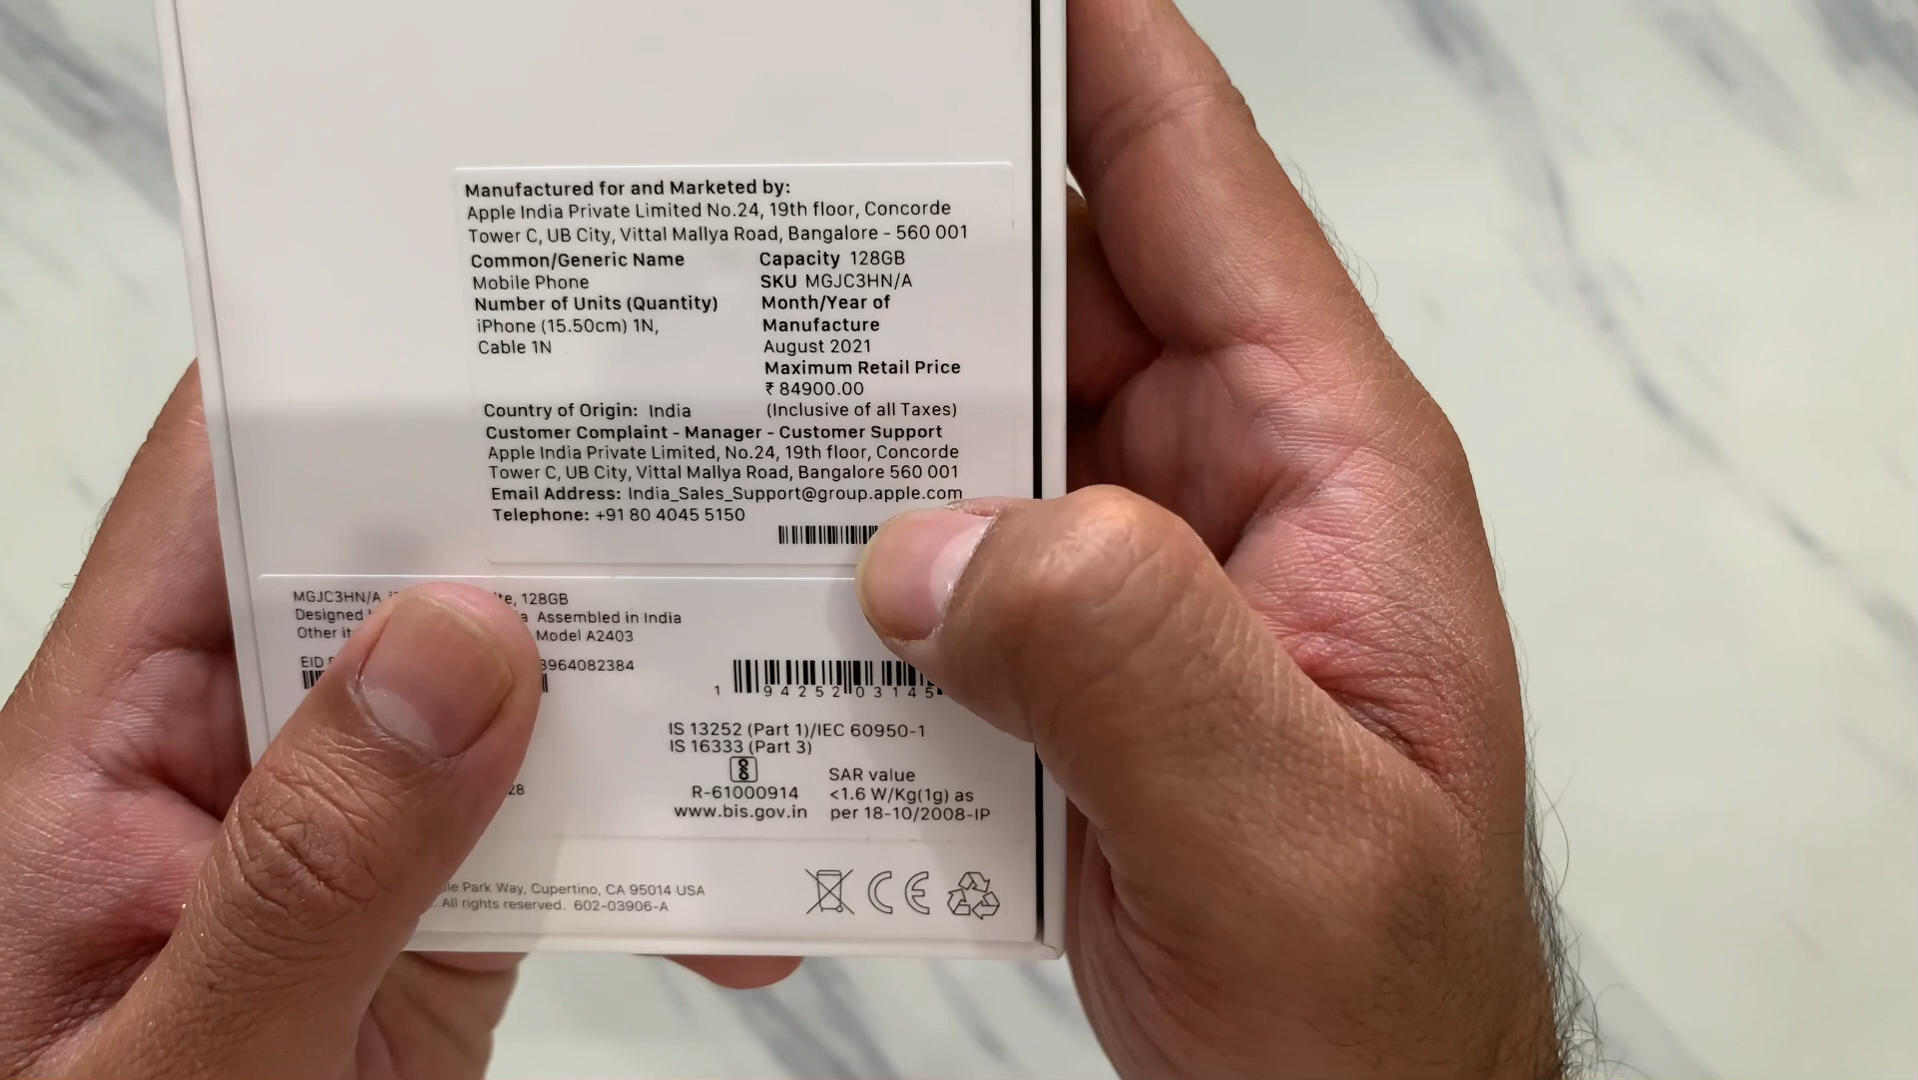 Manufactured for and Marketed by:
Apple India Private Limited No.24, 19th floor, Concorde
Tower C, UB City, Vittal Mallya Road, Bangalore - 560 001
Common/Generic Name
Mobile Phone
Number of Units (Quantity)
iPhone (15.50cm) 1N,
Cable 1N
Capacity 128GB
SKU MGJC3HN/A
Month/Year of
Manufacture
August 2021
Maximum Retail Price
₹ 84900.00
(Inclusive of all Taxes)
Country of Origin: India
Customer Complaint - Manager - Customer Support
Apple India Private Limited, No.24, 19th floor, Concorde
Tower C, UB City, Vittal Mallya Road, Bangalore 560 001
Email Address: India_Sales_Support@group.apple.com
Telephone: +91 80 4045 5150
MGJC3HN/A 128GB
Designed Assembled in India
Other Model A2403
EID 3964082384
1 94252 03145
IS 13252 (Part 1)/IEC 60950-1
IS 16333 (Part 3)
R-61000914
www.bis.gov.in
SAR value
<1.6 W/Kg(1g) as
per 18-10/2008-IP
28
Park Way, Cupertino, CA 95014 USA
All rights reserved. 602-03906-A
CE